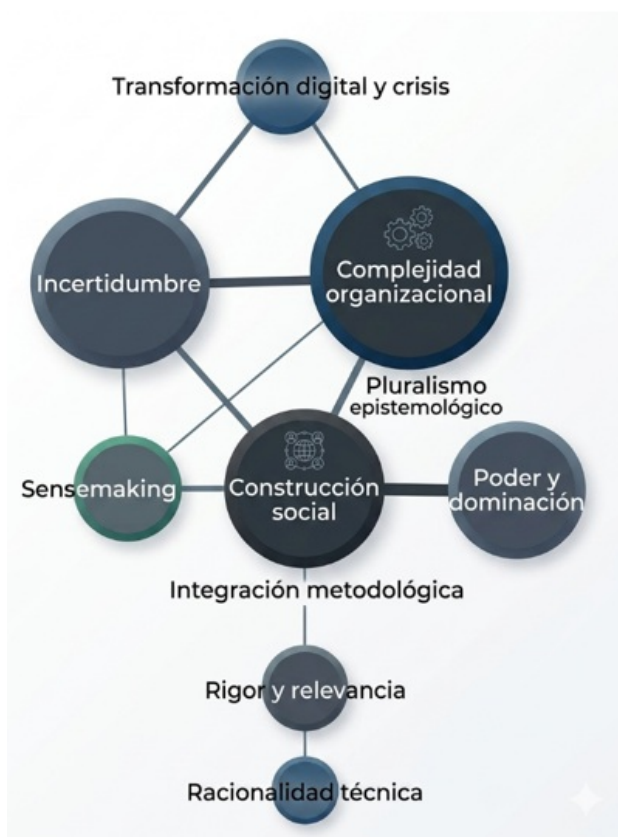 Transformación digital y crisis
Incertidumbre
Complejidad
organizacional
Pluralismo
epistemológico
Sensemaking
Construcción
social
Poder y
dominación
Integración metodológica
Rigor y relevancia
Racionalidad técnica